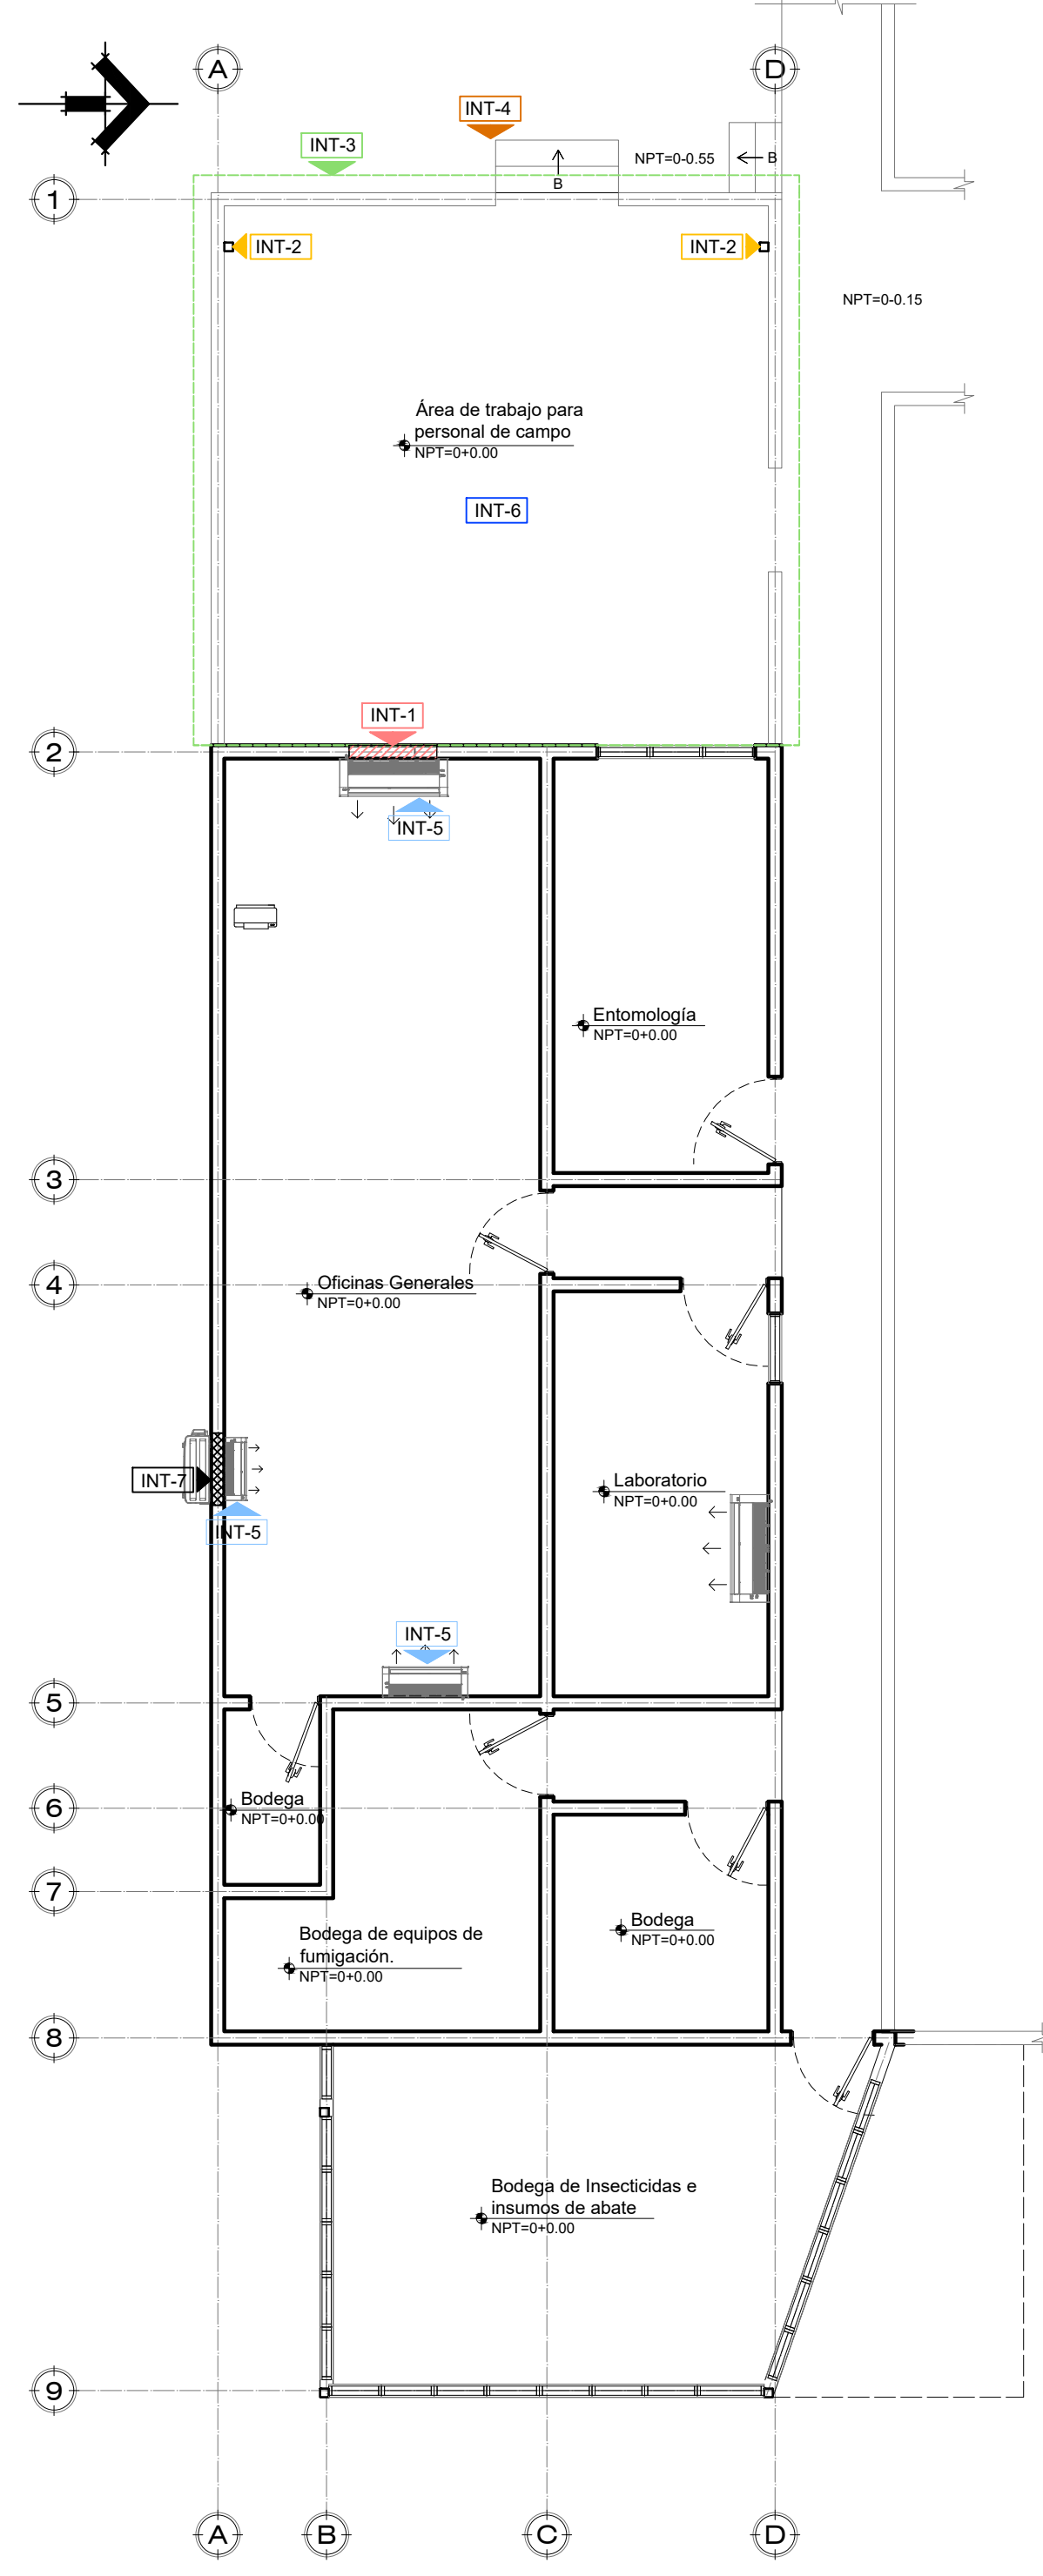 A
D
INT-4
INT-3
NPT=0-0.55
B
B
1
INT-2
INT-2
NPT=0-0.15
Área de trabajo para
personal de campo
NPT=0+0.00
INT-6
INT-1
2
INT-5
Entomología
NPT=0+0.00
3
4
Oficinas Generales
NPT=0+0.00
INT-7
Laboratorio
NPT=0+0.00
INT-5
INT-5
5
Bodega
NPT=0+0.00
6
7
Bodega
NPT=0+0.00
Bodega de equipos de
fumigación.
NPT=0+0.00
8
Bodega de Insecticidas e
insumos de abate
NPT=0+0.00
9
A
B
C
D